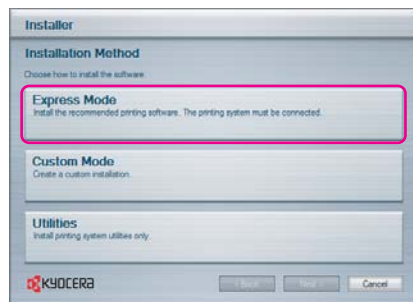 Installer
Installation Method
Choose how to install the software.
Express Mode
Install the recommended printing software. The printing system must be connected.
Custom Mode
Create a custom installation.
Utilities
Install printing system utilities only.
KYOCERA
< Back
Next >
Cancel